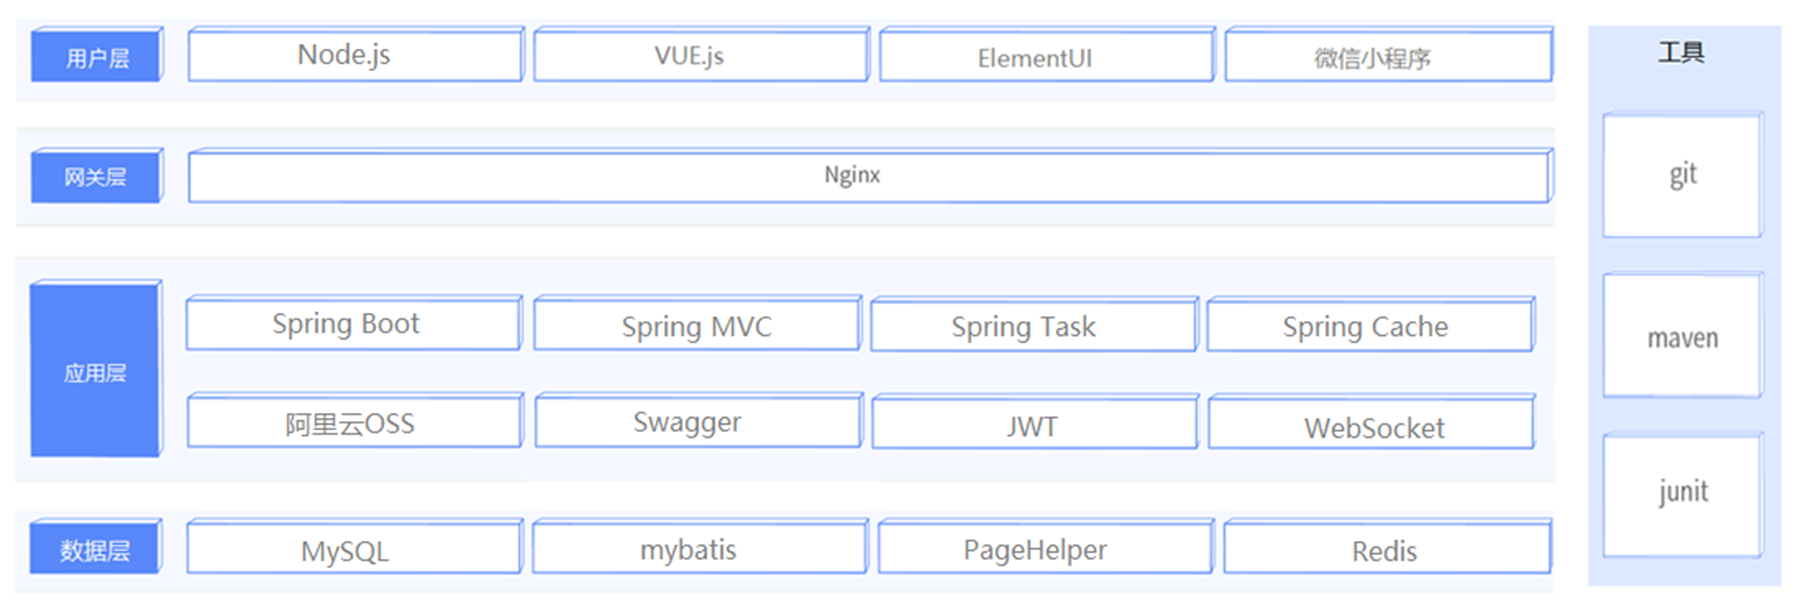 用户层
Node.js
VUE.js
ElementUI
微信小程序
网关层
Nginx
应用层
Spring Boot
Spring MVC
Spring Task
Spring Cache
阿里云OSS
Swagger
JWT
WebSocket
数据层
MySQL
mybatis
PageHelper
Redis
工具
git
maven
junit